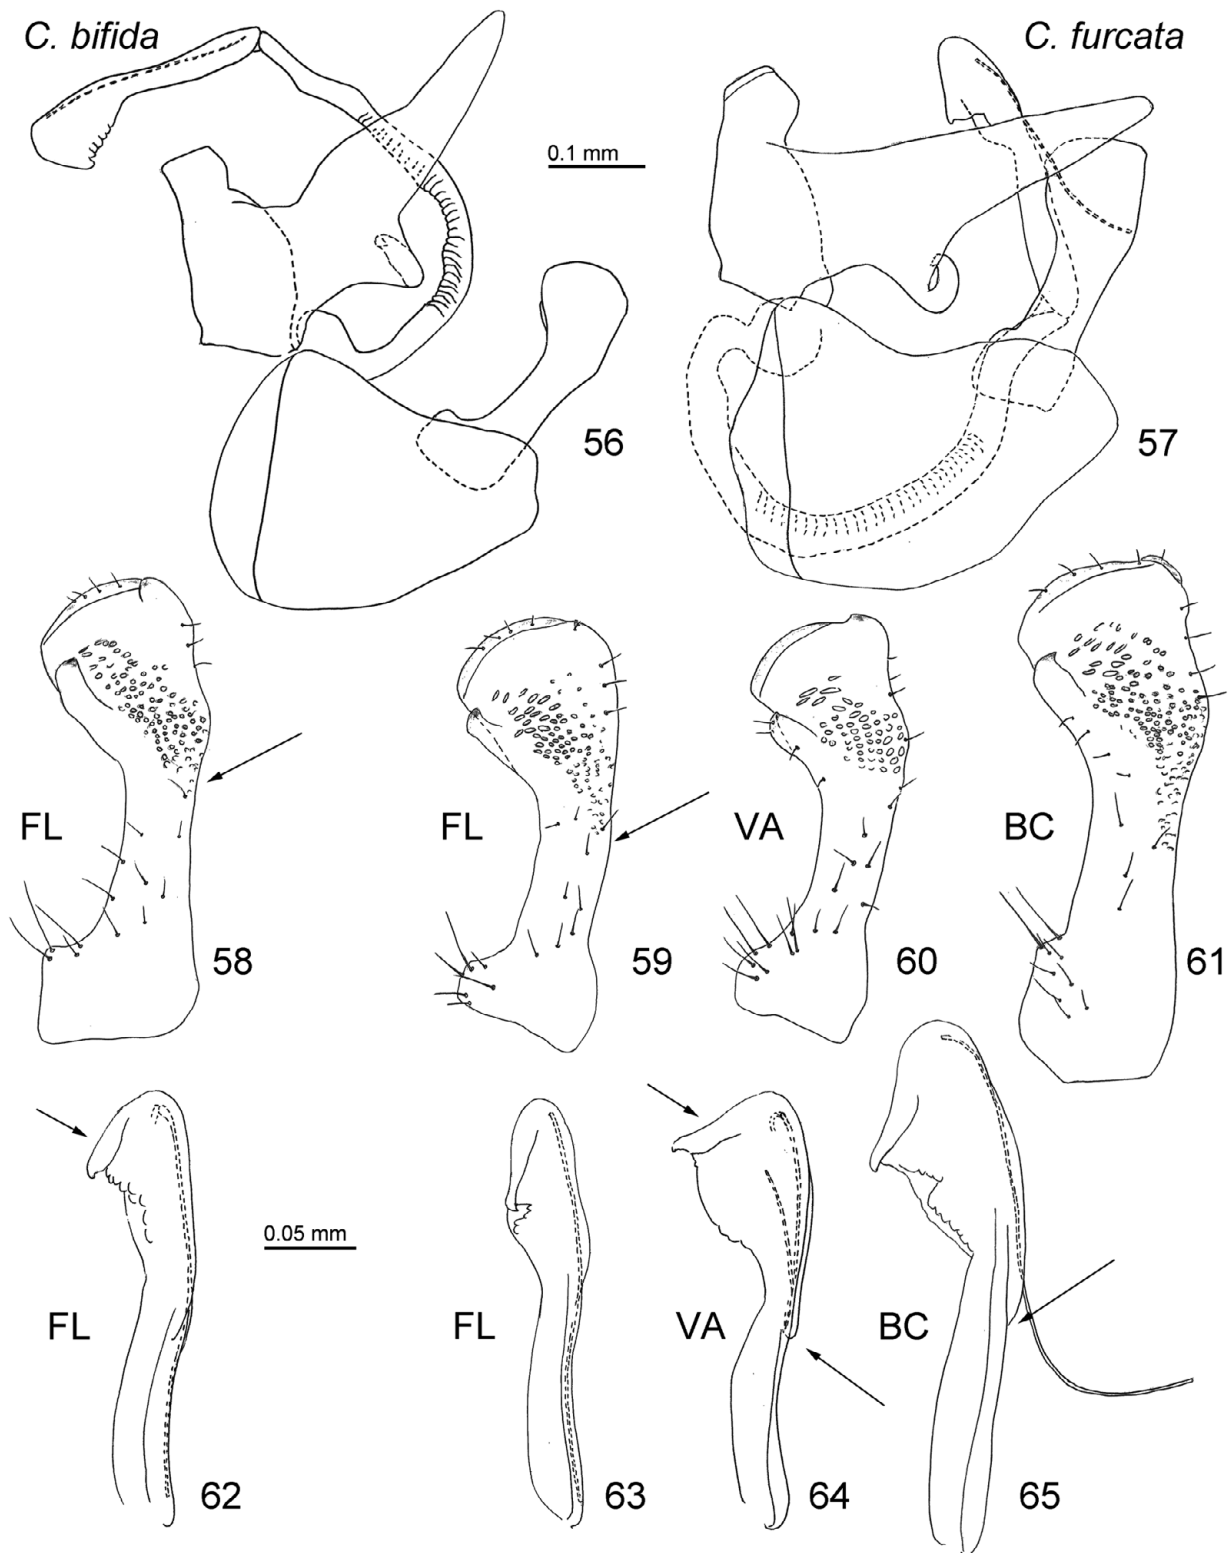 C. bifida
C. furcata
0.1 mm
56
57
FL
FL
VA
BC
58
59
60
61
0.05 mm
FL
FL
VA
BC
62
63
64
65